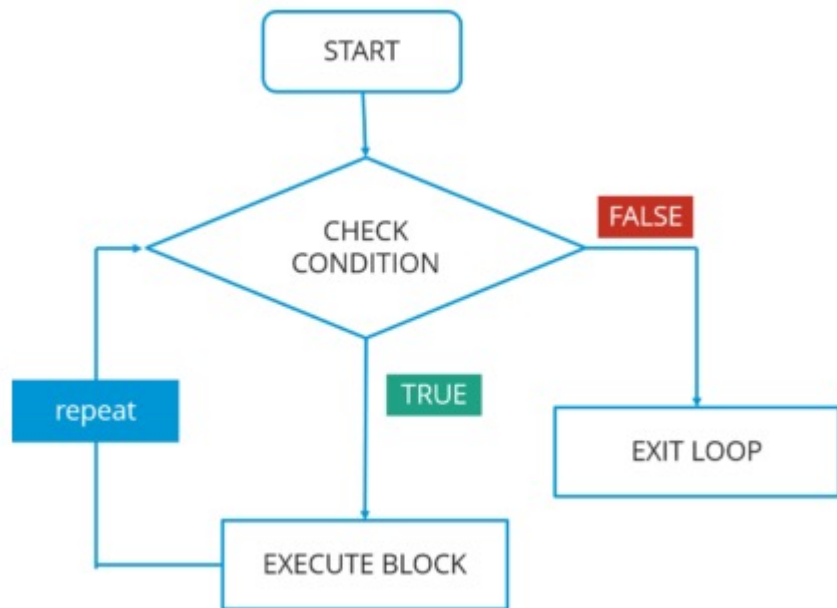 START
CHECK
CONDITION
FALSE
TRUE
repeat
EXIT LOOP
EXECUTE BLOCK